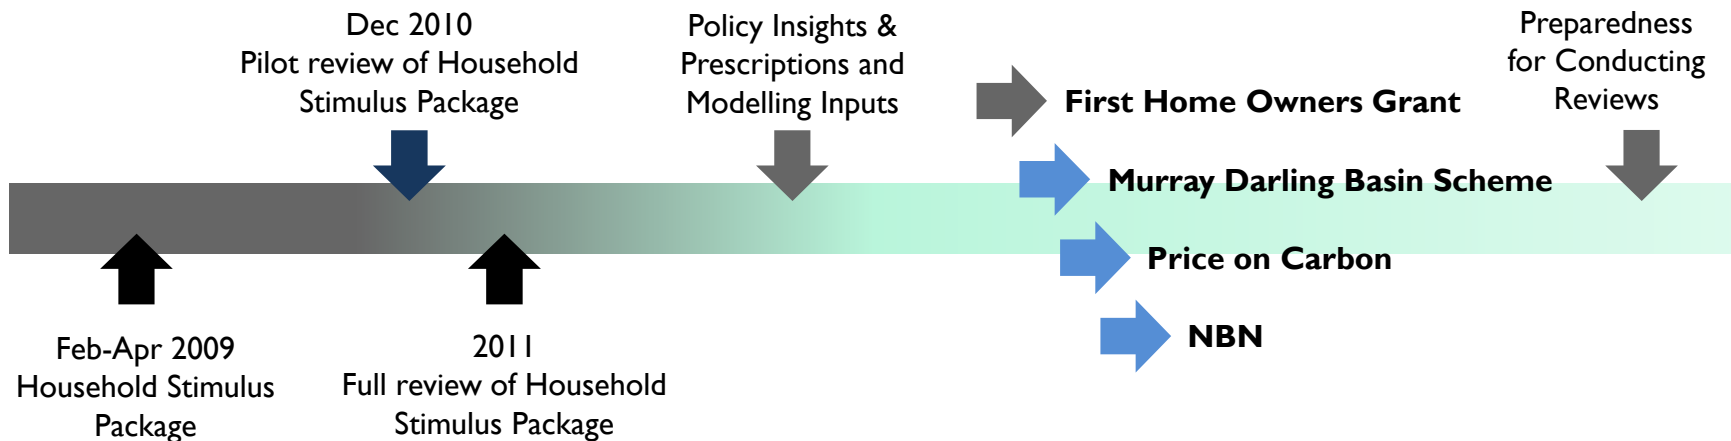 Dec 2010
Pilot review of Household
Stimulus Package
Policy Insights &
Prescriptions and
Modelling Inputs
Preparedness
for Conducting
Reviews
First Home Owners Grant
Murray Darling Basin Scheme
Price on Carbon
NBN
Feb-Apr 2009
Household Stimulus
Package
2011
Full review of Household
Stimulus Package